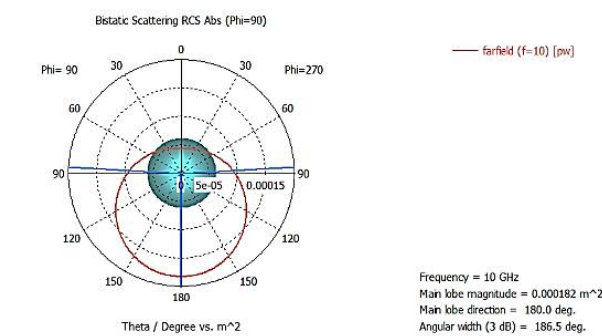 Bistatic Scattering RCS Abs (Phi=90)
farfield (f=10) [pw]
0
Phi= 90
30
30
Phi=270
60
60
90
0
5e-05
0.00015
90
120
120
150
150
180
Theta / Degree vs. m^2
Frequency = 10 GHz
Main lobe magnitude = 0.000182 m^2
Main lobe direction = 180.0 deg.
Angular width (3 dB) = 186.5 deg.